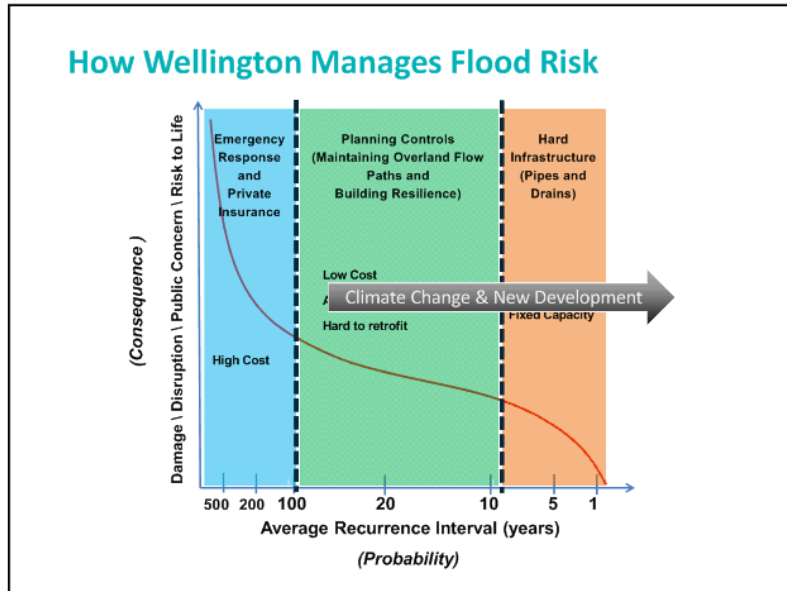 How Wellington Manages Flood Risk
Damage \ Disruption \ Public Concern \ Risk to Life
(Consequence )
Emergency
Response
and
Private
Insurance
High Cost
Planning Controls
(Maintaining Overland Flow
Paths and
Building Resilience)
Low Cost
A
Hard to retrofit
Hard
Infrastructure
(Pipes and
Drains)
Climate Change & New Development
Fixed Capacity
500 200 100 20 10 5 1
Average Recurrence Interval (years)
(Probability)